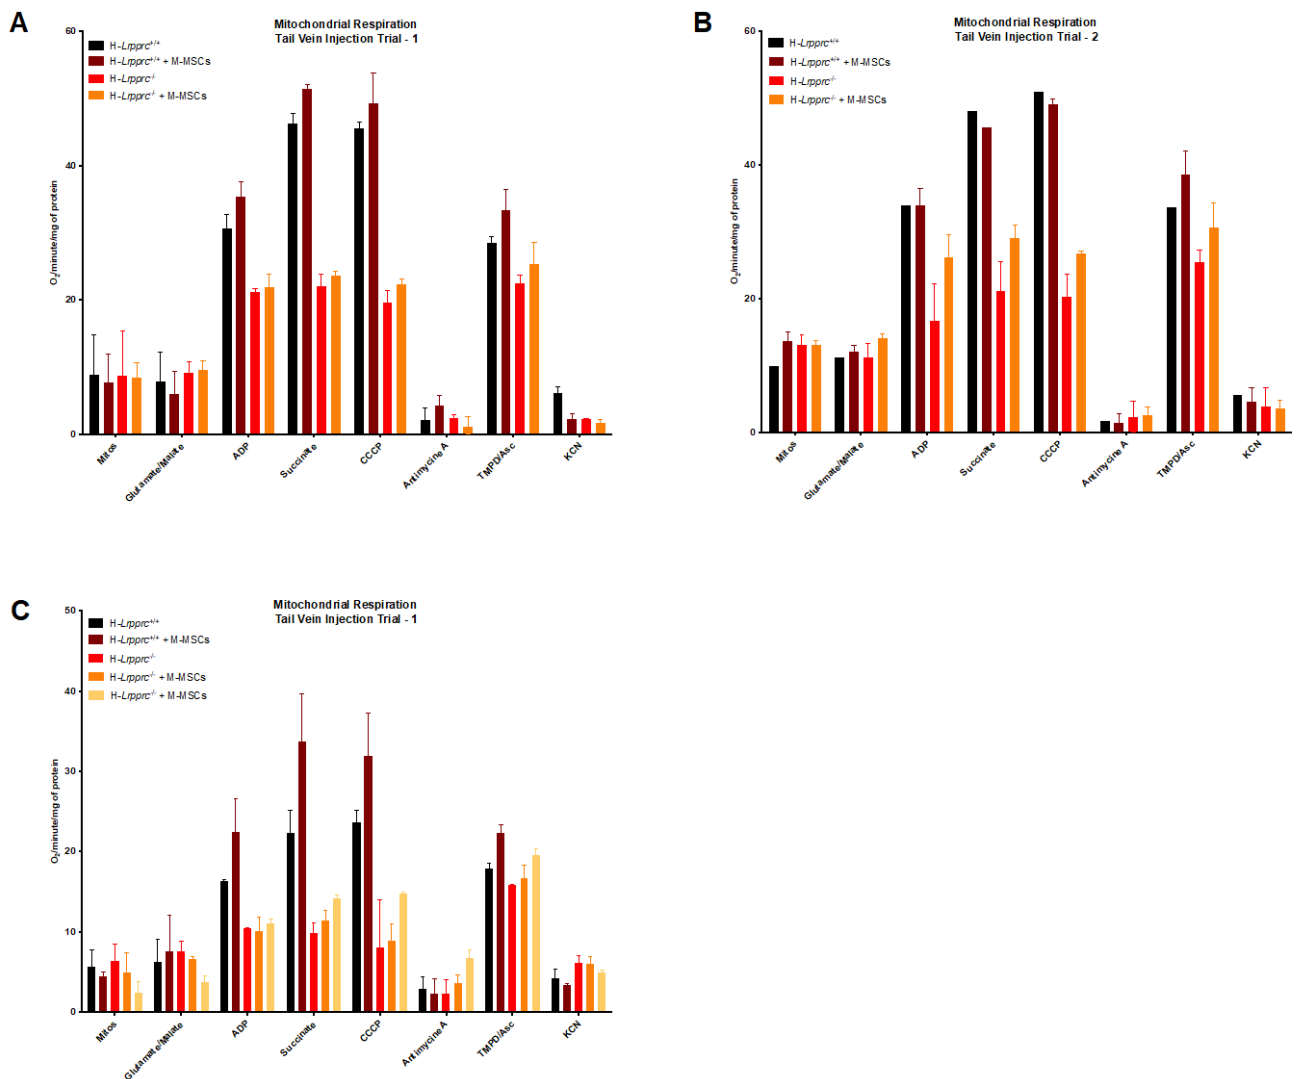 A
Mitochondrial Respiration
Tail Vein Injection Trial - 1
H-Lrpprc+/+
H-Lrpprc+/+ + M-MSCs
H-Lrpprc-/-
H-Lrpprc-/- + M-MSCs
60
40
20
0
O2/minute/mg of protein
Mitos
Glutamate/Malate
ADP
Succinate
CCCP
Antimycine A
TMPD/Asc
KCN
B
Mitochondrial Respiration
Tail Vein Injection Trial - 2
H-Lrpprc+/+
H-Lrpprc+/+ + M-MSCs
H-Lrpprc-/-
H-Lrpprc-/- + M-MSCs
60
40
20
0
O2/minute/mg of protein
Mitos
Glutamate/Malate
ADP
Succinate
CCCP
Antimycine A
TMPD/Asc
KCN
C
Mitochondrial Respiration
Tail Vein Injection Trial - 1
H-Lrpprc+/+
H-Lrpprc+/+ + M-MSCs
H-Lrpprc-/-
H-Lrpprc-/- + M-MSCs
H-Lrpprc-/- + M-MSCs
50
40
30
20
10
0
O2/minute/mg of protein
Mitos
Glutamate/Malate
ADP
Succinate
CCCP
Antimycine A
TMPD/Asc
KCN